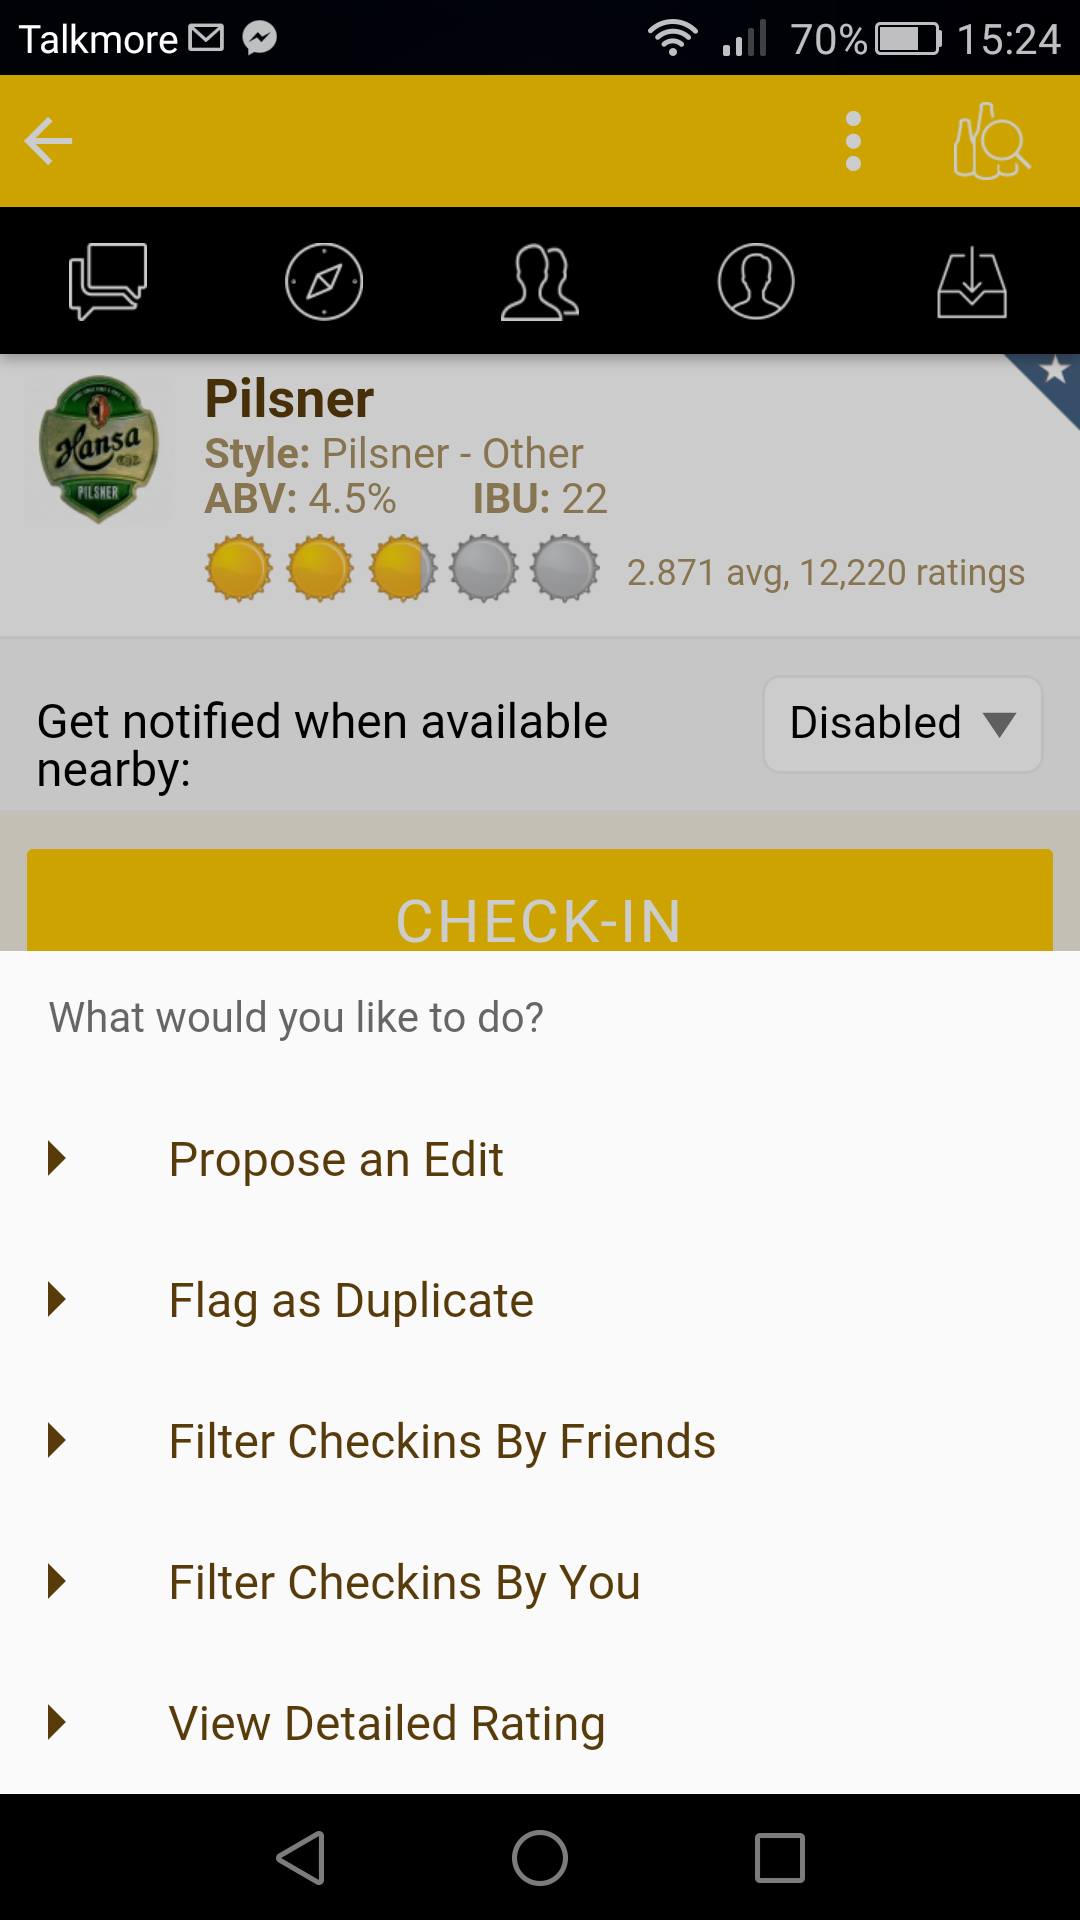 Talkmore 70% 15:24
Pilsner
Hansa
PILSNER
Style: Pilsner - Other
ABV: 4.5% IBU: 22
2.871 avg, 12,220 ratings
Get notified when available
nearby:
Disabled
CHECK-IN
What would you like to do?
Propose an Edit
Flag as Duplicate
Filter Checkins By Friends
Filter Checkins By You
View Detailed Rating